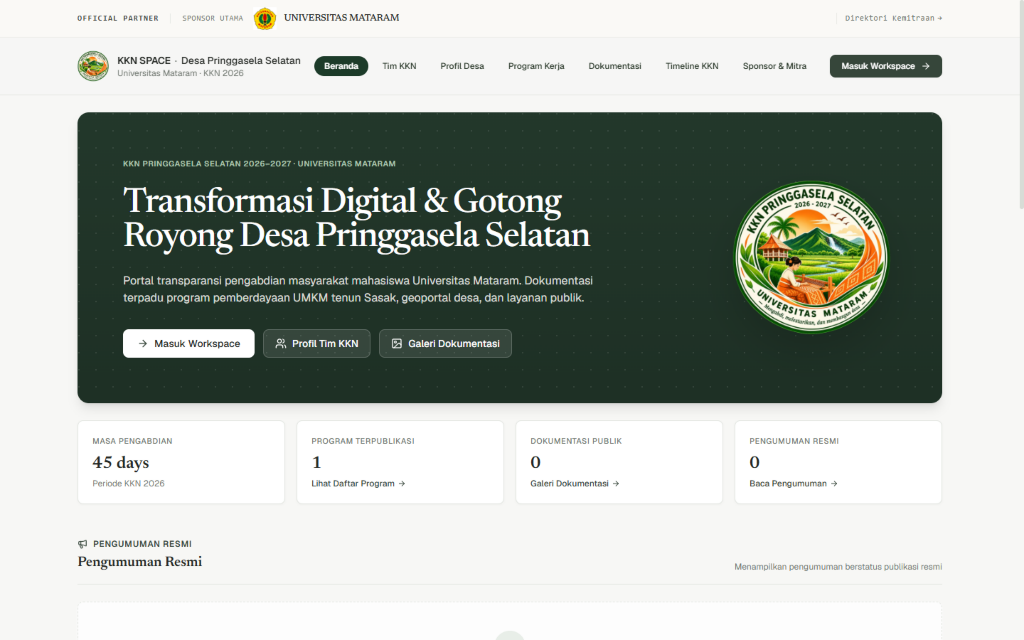 OFFICIAL PARTNER
SPONSOR UTAMA
UNIVERSITAS MATARAM
Direktori Kemitraan →
KKN SPACE · Desa Pringgasela Selatan
Universitas Mataram · KKN 2026
Beranda
Tim KKN
Profil Desa
Program Kerja
Dokumentasi
Timeline KKN
Sponsor & Mitra
Masuk Workspace →
KKN PRINGGASELA SELATAN 2026–2027 · UNIVERSITAS MATARAM
Transformasi Digital & Gotong
Royong Desa Pringgasela Selatan
Portal transparansi pengabdian masyarakat mahasiswa Universitas Mataram. Dokumentasi
terpadu program pemberdayaan UMKM tenun Sasak, geoportal desa, dan layanan publik.
→ Masuk Workspace
Profil Tim KKN
Galeri Dokumentasi
KKN PRINGGASELA SELATAN
2026 - 2027
UNIVERSITAS MATARAM
MASA PENGABDIAN
45 days
Periode KKN 2026
PROGRAM TERPUBLIKASI
1
Lihat Daftar Program →
DOKUMENTASI PUBLIK
0
Galeri Dokumentasi →
PENGUMUMAN RESMI
0
Baca Pengumuman →
PENGUMUMAN RESMI
Pengumuman Resmi
Menampilkan pengumuman berstatus publikasi resmi